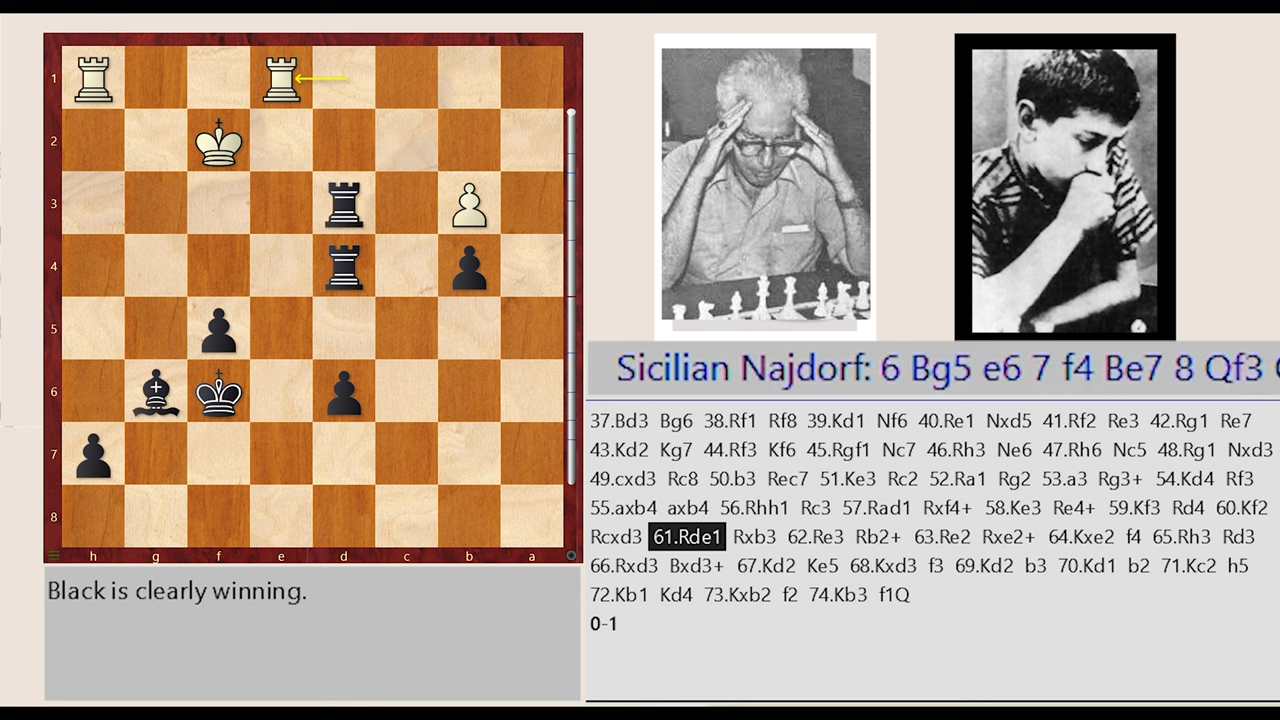 1
2
3
4
5
6
7
8
h g f e d c b a
Black is clearly winning.
Sicilian Najdorf: 6 Bg5 e6 7 f4 Be7 8 Qf3
37.Bd3 Bg6 38.Rf1 Rf8 39.Kd1 Nf6 40.Re1 Nxd5 41.Rf2 Re3 42.Rg1 Re7
43.Kd2 Kg7 44.Rf3 Kf6 45.Rgf1 Nc7 46.Rh3 Ne6 47.Rh6 Nc5 48.Rg1 Nxd3
49.cxd3 Rc8 50.b3 Rec7 51.Ke3 Rc2 52.Ra1 Rg2 53.a3 Rg3+ 54.Kd4 Rf3
55.axb4 axb4 56.Rhh1 Rc3 57.Rad1 Rxf4+ 58.Ke3 Re4+ 59.Kf3 Rd4 60.Kf2
Rcxd3 61.Rde1 Rxb3 62.Re3 Rb2+ 63.Re2 Rxe2+ 64.Kxe2 f4 65.Rh3 Rd3
66.Rxd3 Bxd3+ 67.Kd2 Ke5 68.Kxd3 f3 69.Kd2 b3 70.Kd1 b2 71.Kc2 h5
72.Kb1 Kd4 73.Kxb2 f2 74.Kb3 f1Q
0-1